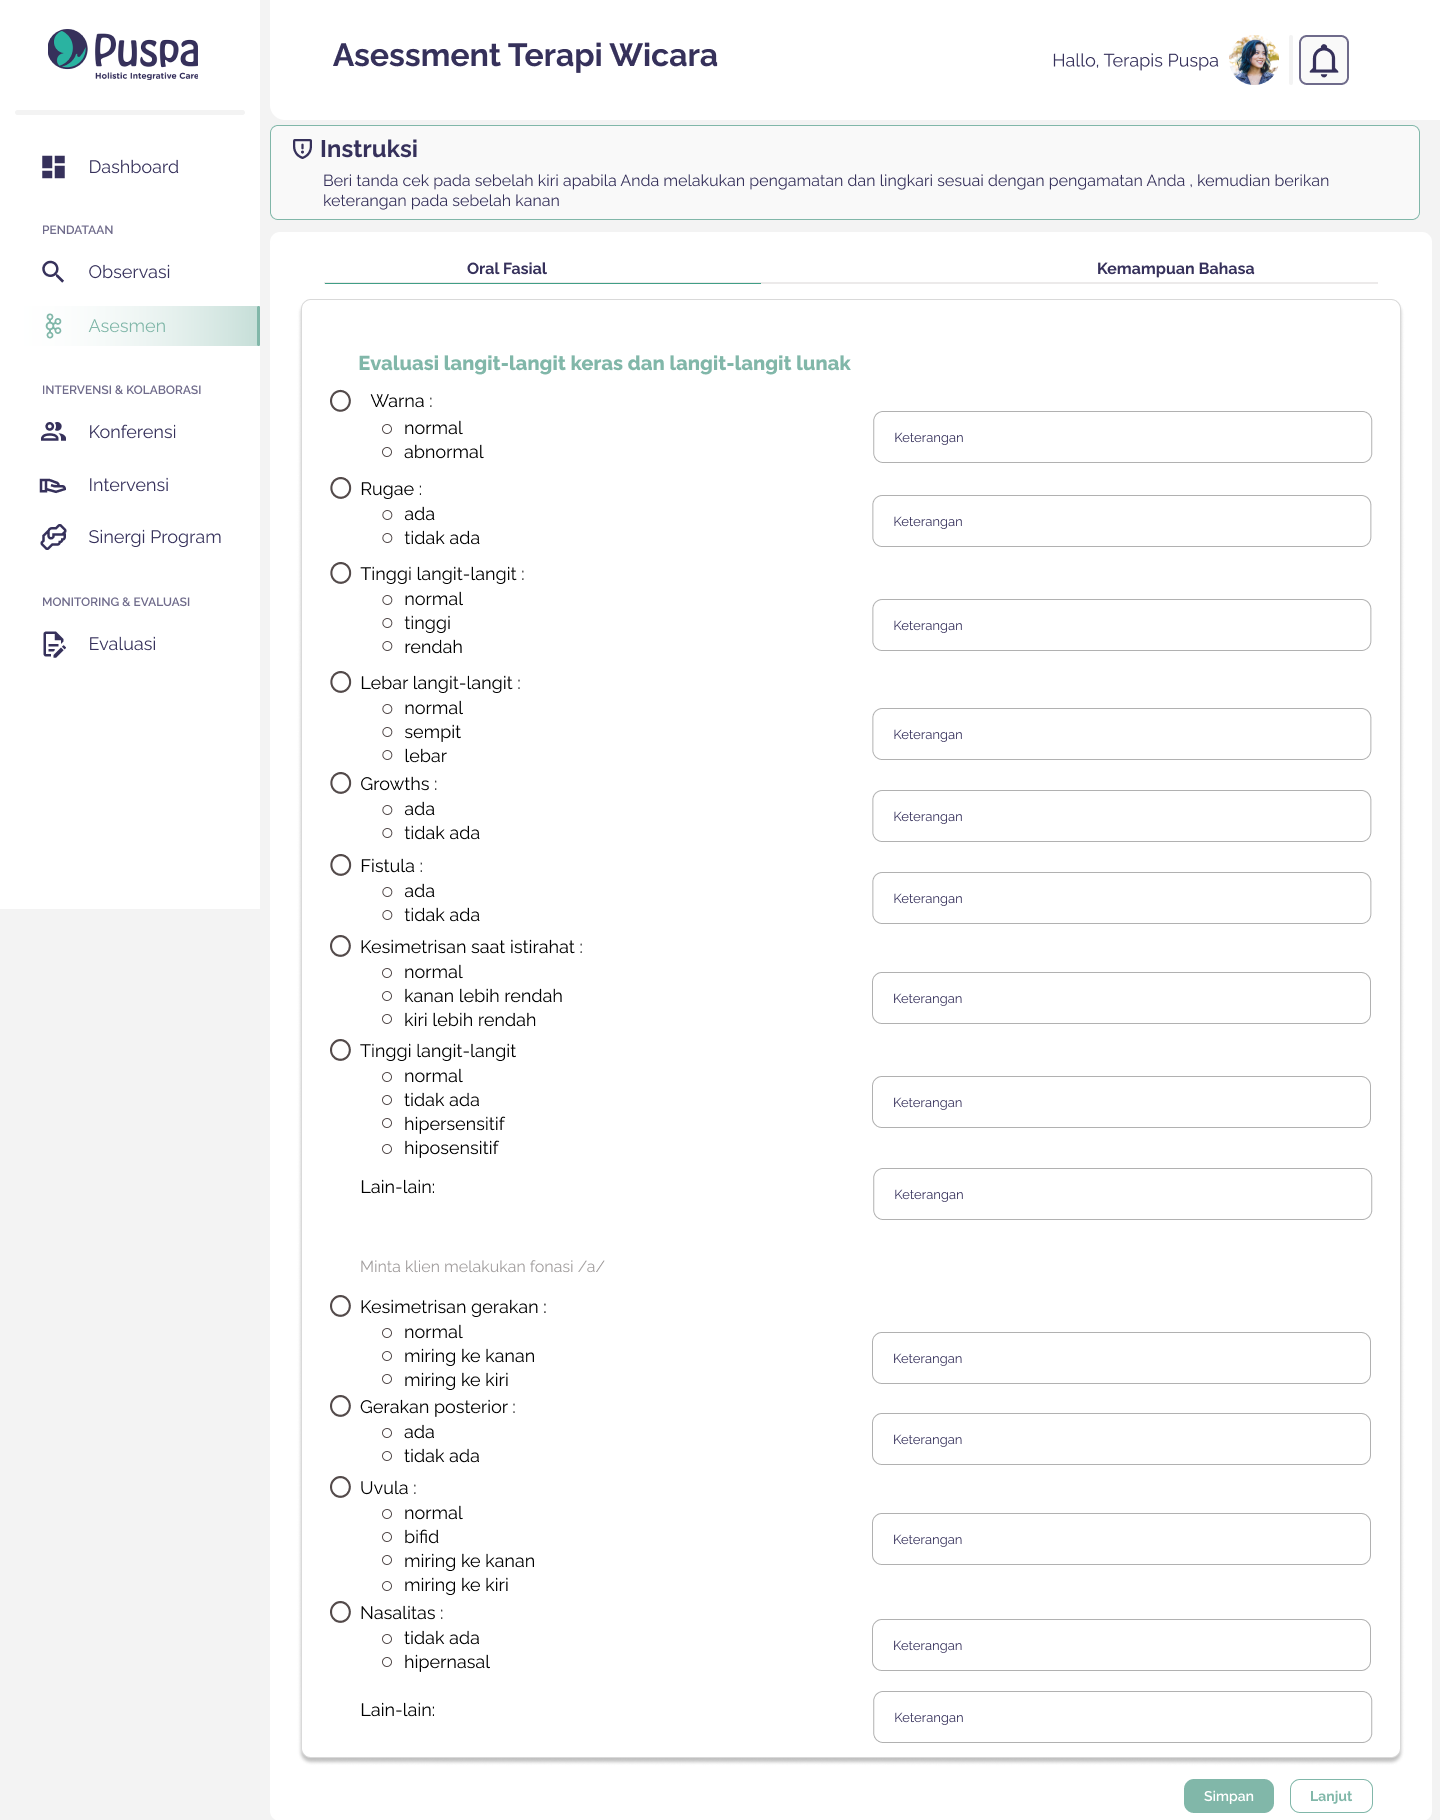 Puspa
Holistic Integrative Care
Dashboard
PENDATAAN
Observasi
Asesmen
INTERVENSI & KOLABORASI
Konferensi
Intervensi
Sinergi Program
MONITORING & EVALUASI
Evaluasi
Asessment Terapi Wicara
Hallo, Terapis Puspa
Instruksi
Beri tanda cek pada sebelah kiri apabila Anda melakukan pengamatan dan lingkari sesuai dengan pengamatan Anda , kemudian berikan
keterangan pada sebelah kanan
Oral Fasial
Kemampuan Bahasa
Evaluasi langit-langit keras dan langit-langit lunak
Warna :
normal
abnormal
Keterangan
Rugae :
ada
tidak ada
Keterangan
Tinggi langit-langit :
normal
tinggi
rendah
Keterangan
Lebar langit-langit :
normal
sempit
lebar
Keterangan
Growths :
ada
tidak ada
Keterangan
Fistula :
ada
tidak ada
Keterangan
Kesimetrisan saat istirahat :
normal
kanan lebih rendah
kiri lebih rendah
Keterangan
Tinggi langit-langit
normal
tidak ada
hipersensitif
hiposensitif
Keterangan
Lain-lain:
Keterangan
Minta klien melakukan fonasi /a/
Kesimetrisan gerakan :
normal
miring ke kanan
miring ke kiri
Keterangan
Gerakan posterior :
ada
tidak ada
Keterangan
Uvula :
normal
bifid
miring ke kanan
miring ke kiri
Keterangan
Nasalitas :
tidak ada
hipernasal
Keterangan
Lain-lain:
Keterangan
Simpan
Lanjut